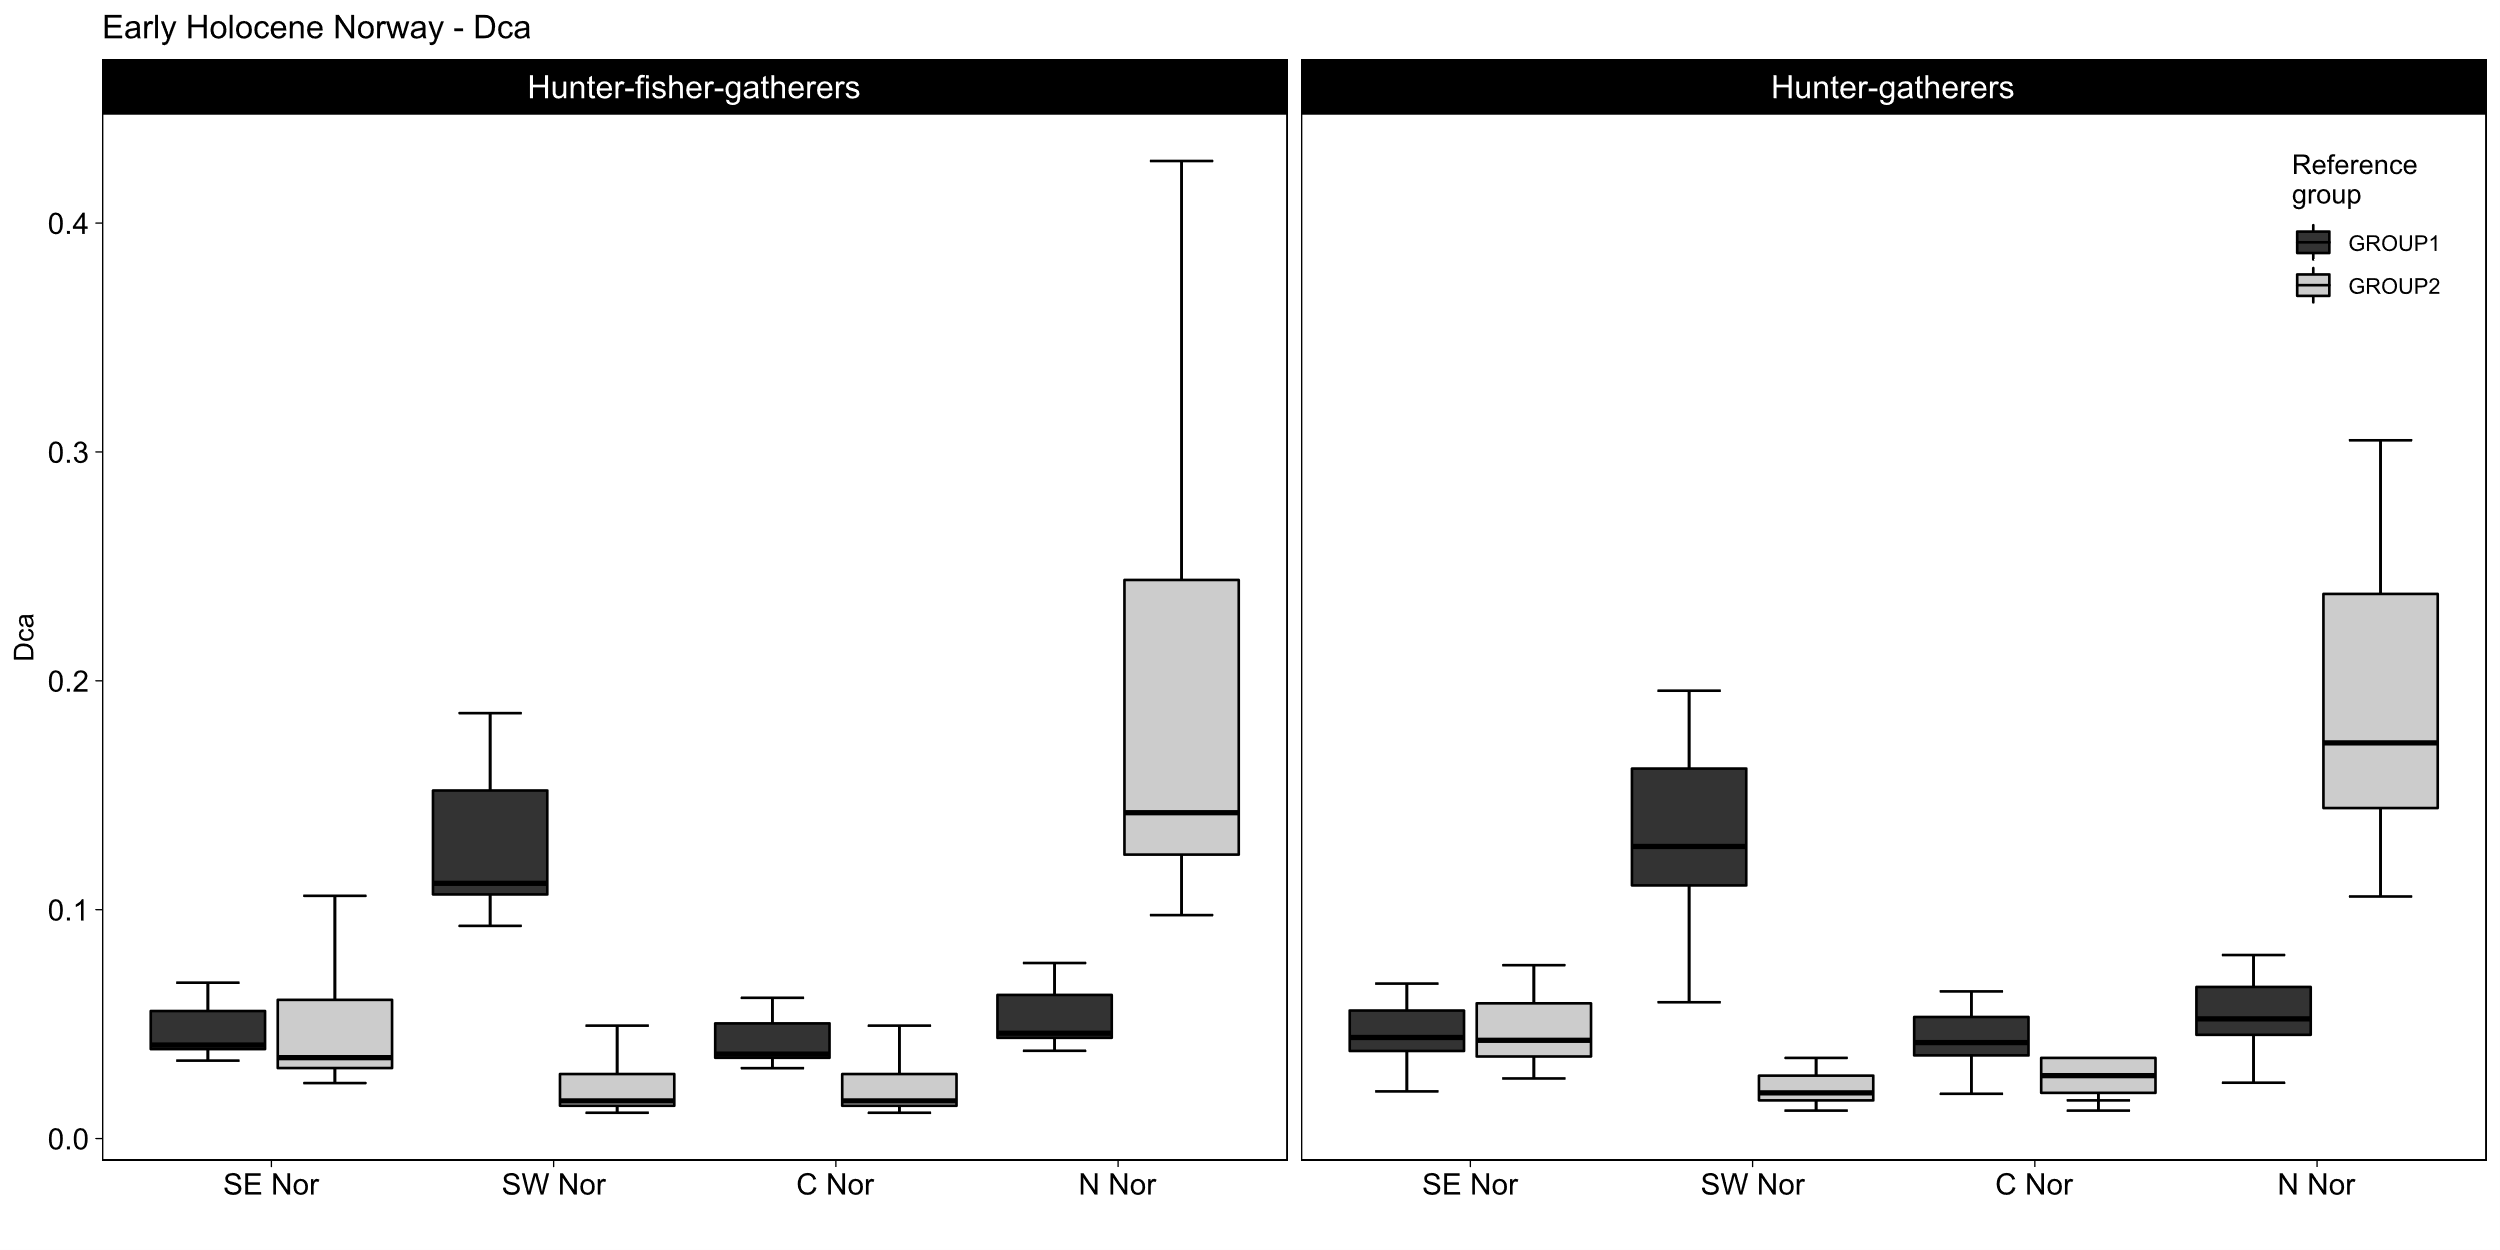 Early Holocene Norway - Dca
Hunter-fisher-gatherers
Hunter-gatherers
Reference
group
GROUP1
GROUP2
Dca
0.4
0.3
0.2
0.1
0.0
SE Nor
SW Nor
C Nor
N Nor
SE Nor
SW Nor
C Nor
N Nor